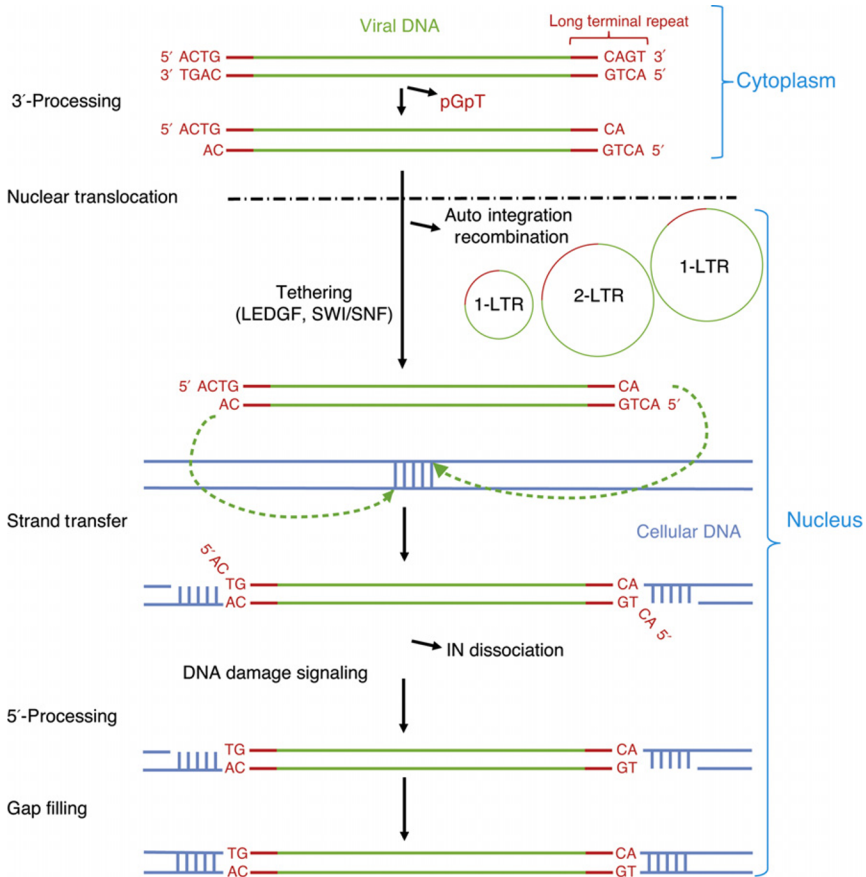 Viral DNA
Long terminal repeat
5′ ACTG
CAGT 3′
3′ TGAC
GTCA 5′
Cytoplasm
3′-Processing
pGpT
5′ ACTG
CA
AC
GTCA 5′
Nuclear translocation
Auto integration
recombination
1-LTR
2-LTR
1-LTR
Tethering
(LEDGF, SWI/SNF)
5′ ACTG
CA
AC
GTCA 5′
Strand transfer
Cellular DNA
Nucleus
5′ AC
TG
CA
AC
GT
CA 5′
IN dissociation
DNA damage signaling
5′-Processing
TG
CA
AC
GT
Gap filling
TG
CA
AC
GT